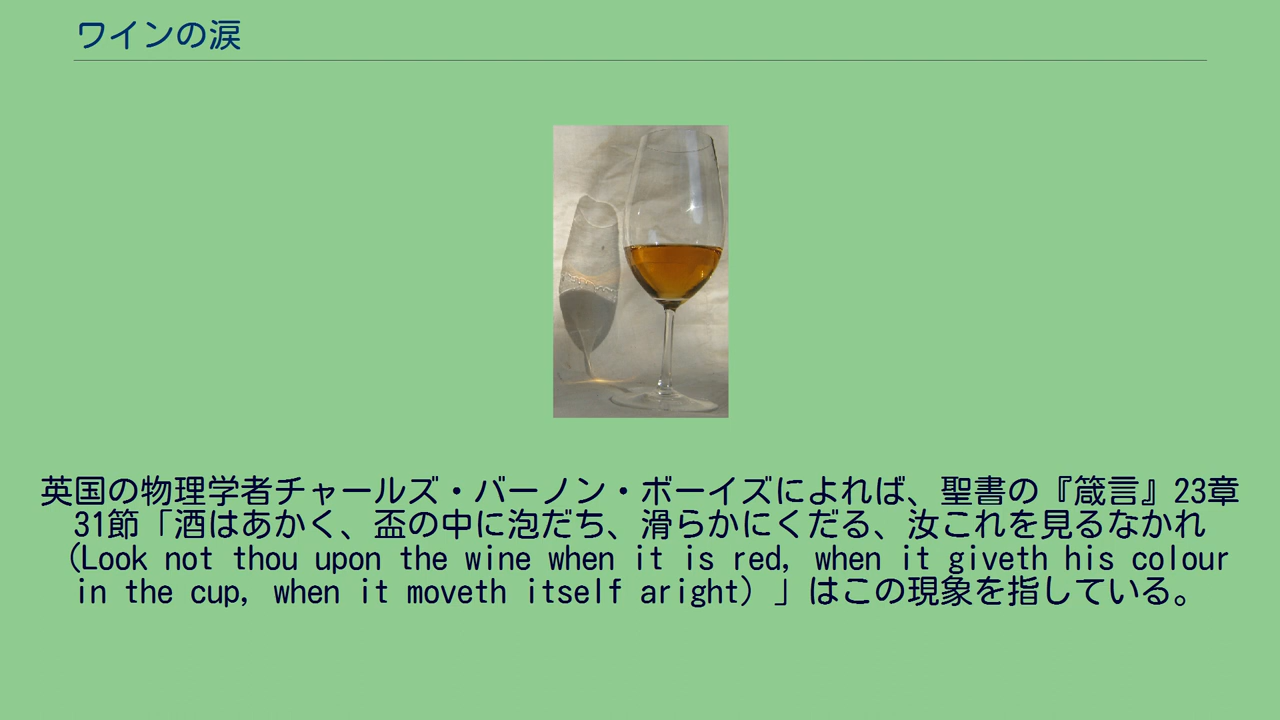 ワインの涙
英国の物理学者チャールズ・バーノン・ボーイズによれば、聖書の『箴言』23章
31節「酒はあかく、盃の中に泡だち、滑らかにくだる、汝これを見るなかれ
(Look not thou upon the wine when it is red, when it giveth his colour
in the cup, when it moveth itself aright) 」はこの現象を指している。